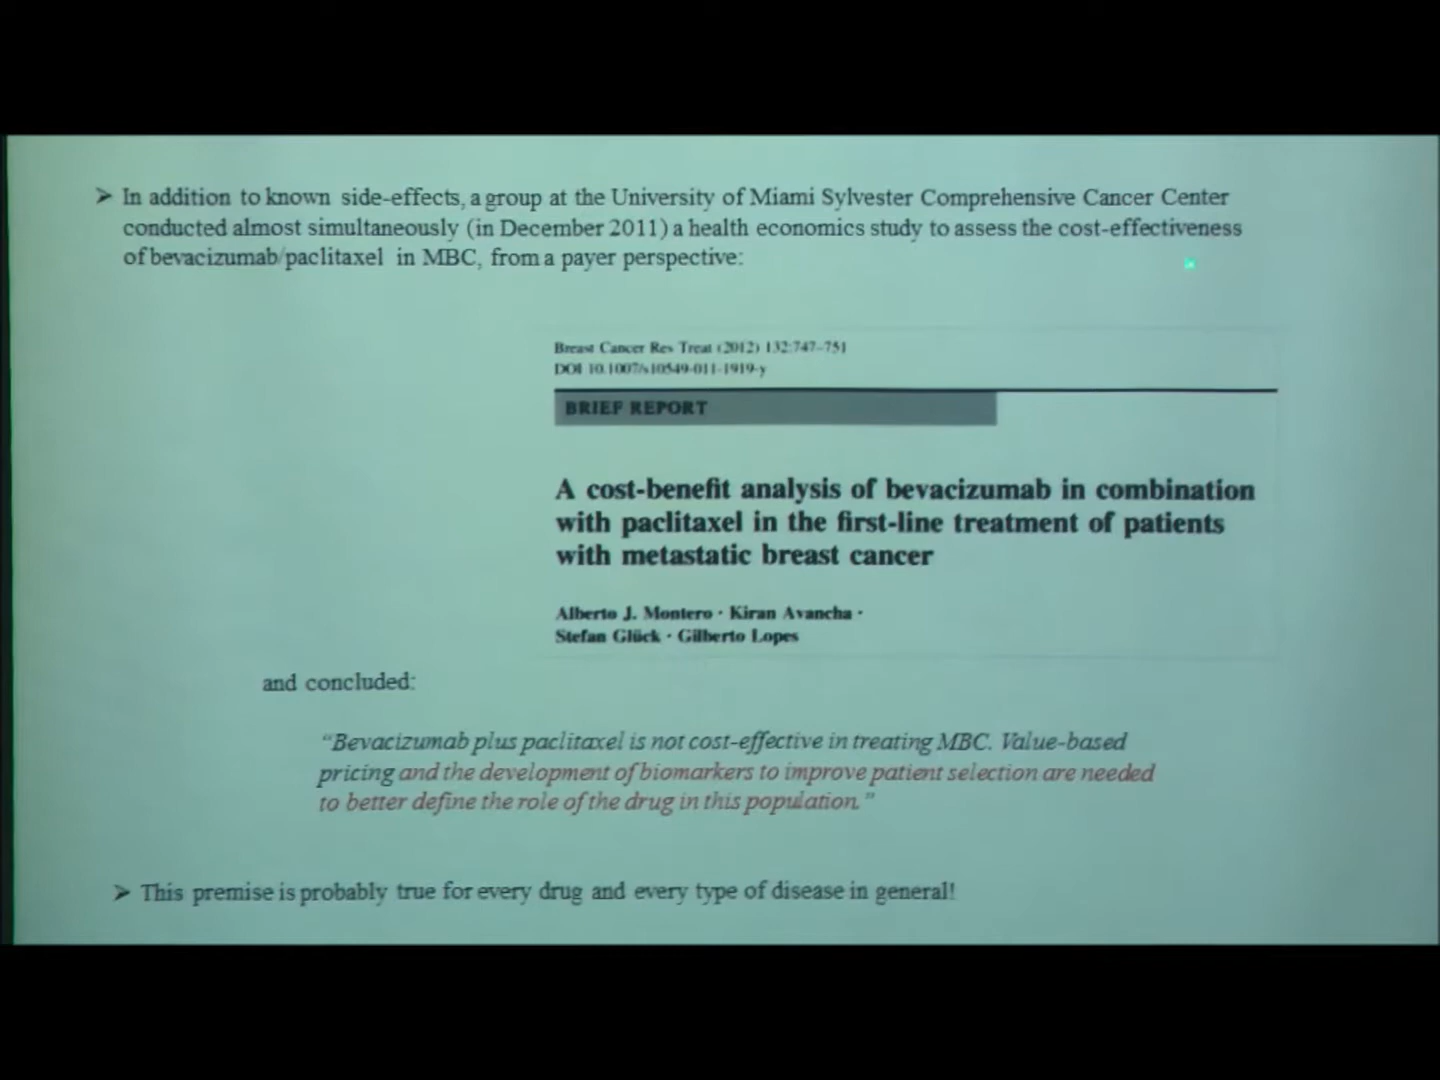 ➢ In addition to known side-effects, a group at the University of Miami Sylvester Comprehensive Cancer Center
conducted almost simultaneously (in December 2011) a health economics study to assess the cost-effectiveness
of bevacizumab/paclitaxel in MBC, from a payer perspective:
Breast Cancer Res Treat (2012) 132:747–751
DOI 10.1007/s10549-011-1919-y
BRIEF REPORT
A cost-benefit analysis of bevacizumab in combination
with paclitaxel in the first-line treatment of patients
with metastatic breast cancer
Alberto J. Montero · Kiran Avancha ·
Stefan Glück · Gilberto Lopes
and concluded:
“Bevacizumab plus paclitaxel is not cost-effective in treating MBC. Value-based
pricing and the development of biomarkers to improve patient selection are needed
to better define the role of the drug in this population.”
➢ This premise is probably true for every drug and every type of disease in general!